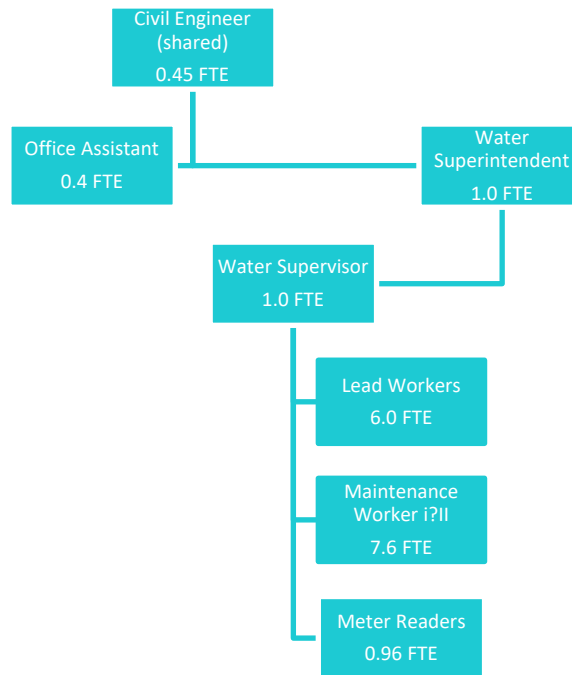 Civil Engineer
(shared)
0.45 FTE
Office Assistant
0.4 FTE
Water
Superintendent
1.0 FTE
Water Supervisor
1.0 FTE
Lead Workers
6.0 FTE
Maintenance
Worker i?II
7.6 FTE
Meter Readers
0.96 FTE